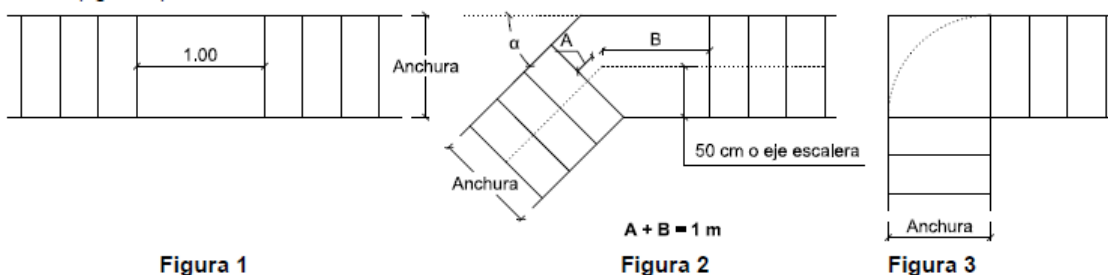 1.00
Anchura
α
A
B
50 cm o eje escalera
Anchura
A + B = 1 m
Anchura
Figura 1
Figura 2
Figura 3